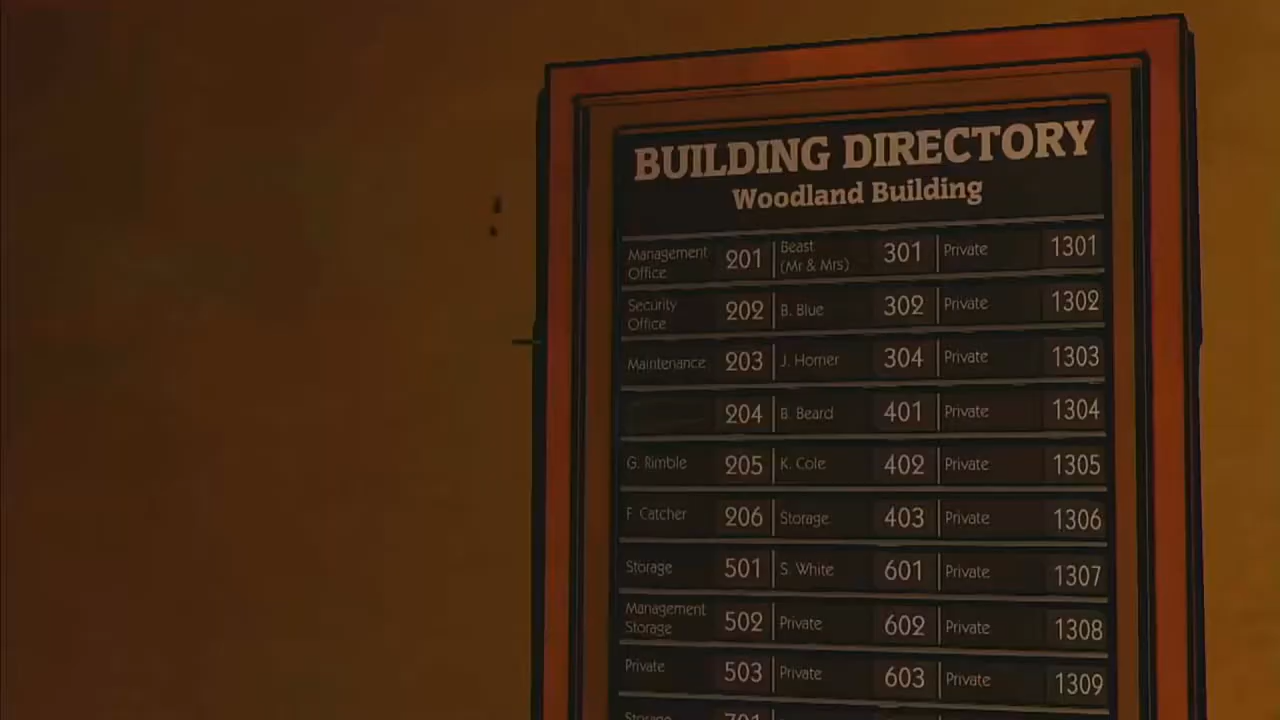 BUILDING DIRECTORY
Woodland Building
Management Office 201 Beast (Mr & Mrs) 301 Private 1301
Security Office 202 B. Blue 302 Private 1302
Maintenance 203 J. Horner 304 Private 1303
204 B. Beard 401 Private 1304
G. Rimble 205 K. Cole 402 Private 1305
F. Catcher 206 Storage 403 Private 1306
Storage 501 S. White 601 Private 1307
Management Storage 502 Private 602 Private 1308
Private 503 Private 603 Private 1309
Storage 701